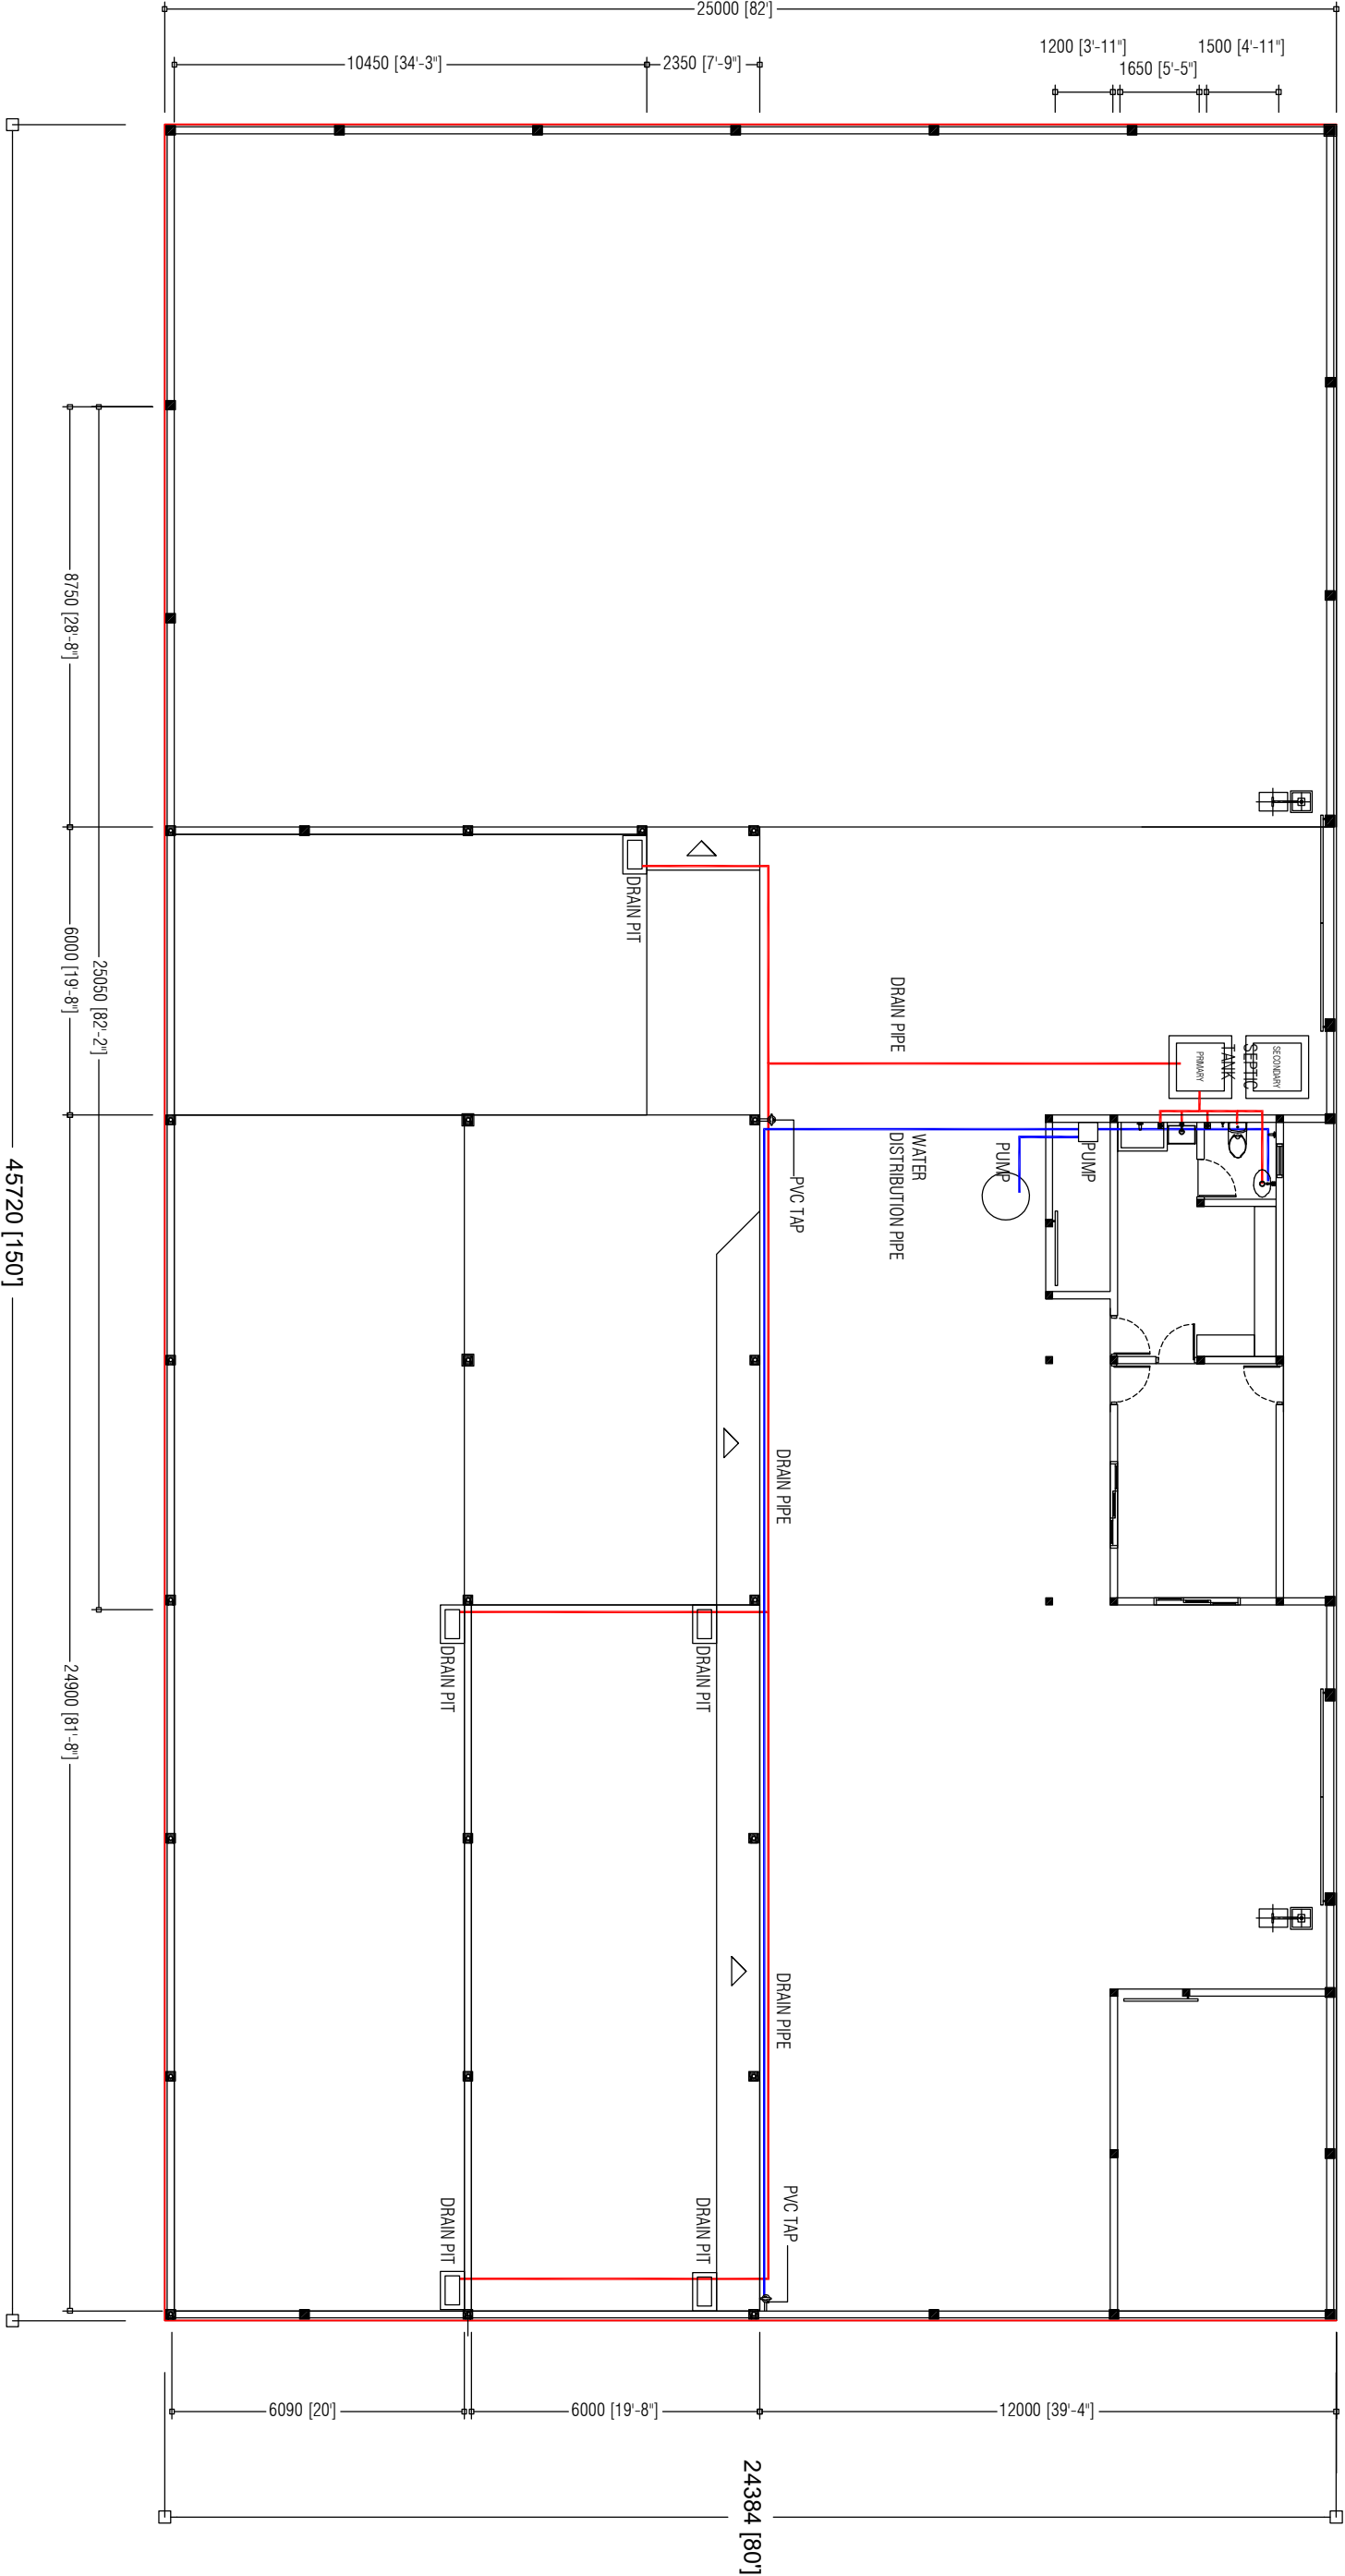 25000 [82']
1200 [3'-11"]
1500 [4'-11"]
10450 [34'-3"]
2350 [7'-9"]
1650 [5'-5"]
8750 [28'-8"]
DRAIN PIT
6000 [19'-8"]
25050 [82'-2"]
DRAIN PIPE
SECONDARY
SEPTIC
TANK
PRIMARY
WATER
DISTRIBUTION PIPE
PUMP
PUMP
PVC TAP
45720 [150']
DRAIN PIPE
DRAIN PIT
DRAIN PIT
24900 [81'-8"]
DRAIN PIPE
PVC TAP
DRAIN PIT
DRAIN PIT
6090 [20']
6000 [19'-8"]
12000 [39'-4"]
24384 [80']